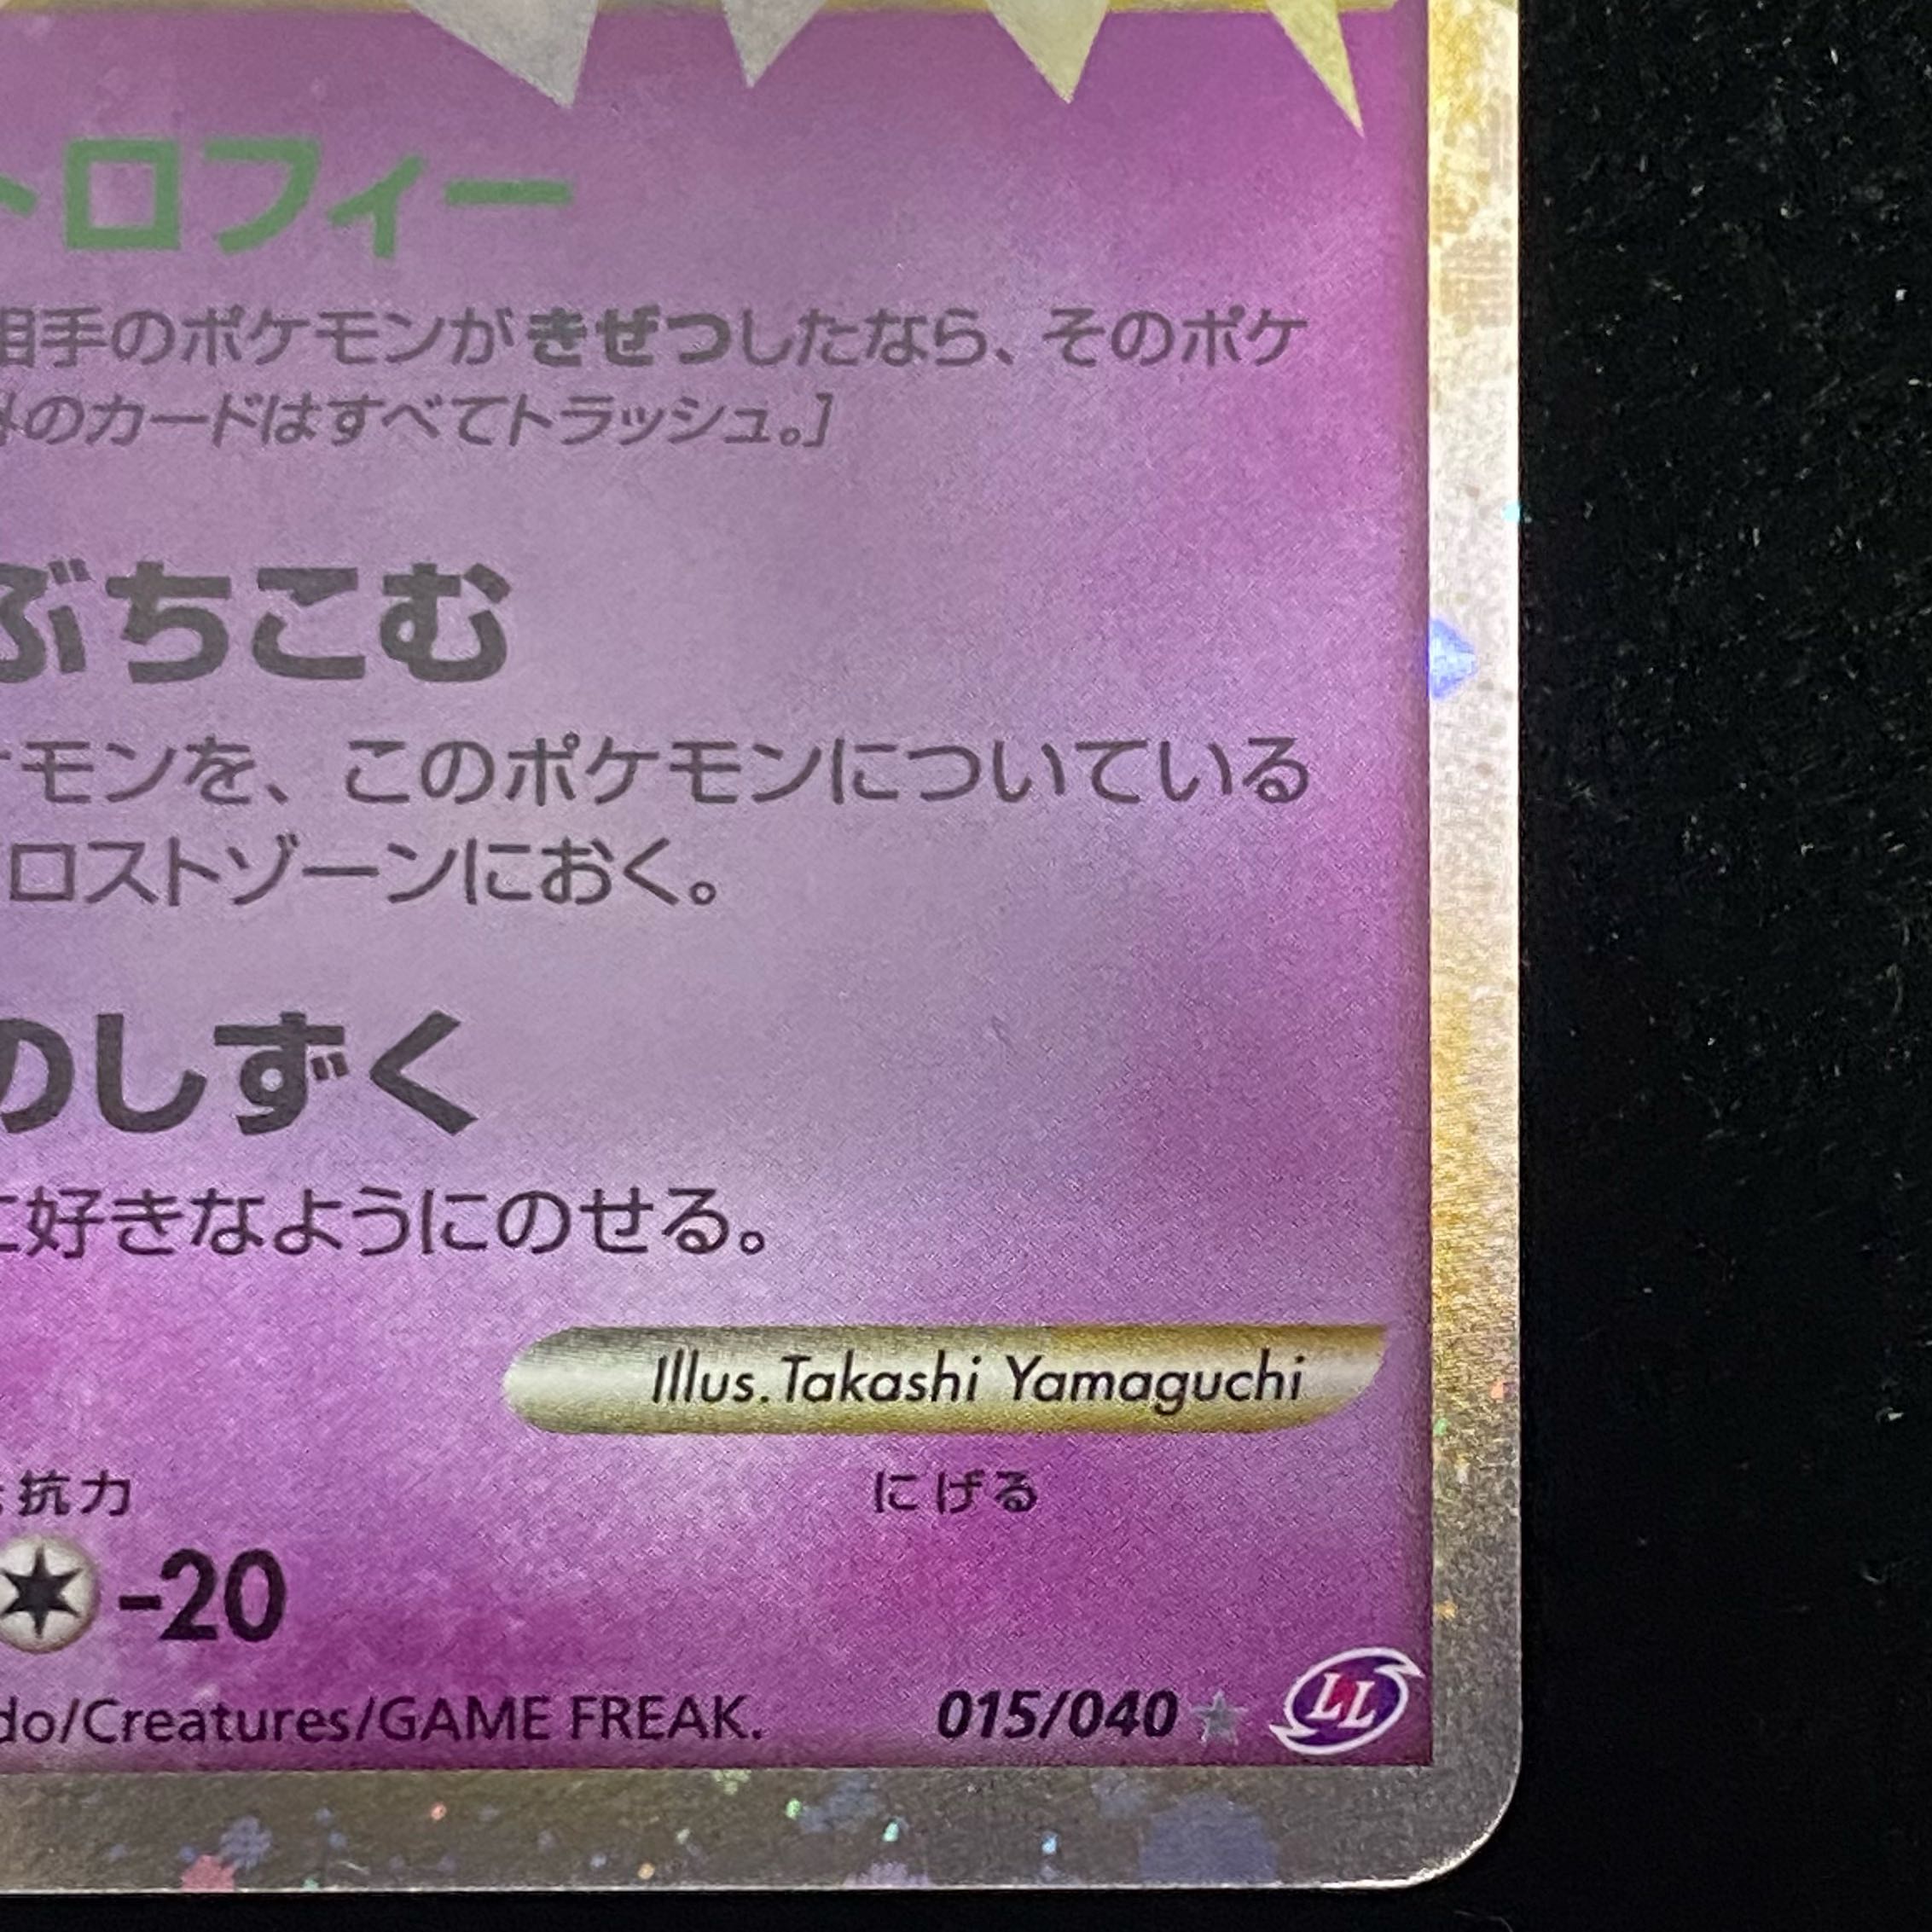 トロフィー
相手のポケモンがきぜつしたなら、そのポケ
外のカードはすべてトラッシュ。]
ぶちこむ
ケモンを、このポケモンについている
ロストゾーンにおく。
のしずく
に好きなようにのせる。
Illus. Takashi Yamaguchi
抗力 にげる
-20
do/Creatures/GAME FREAK. 015/040 LL